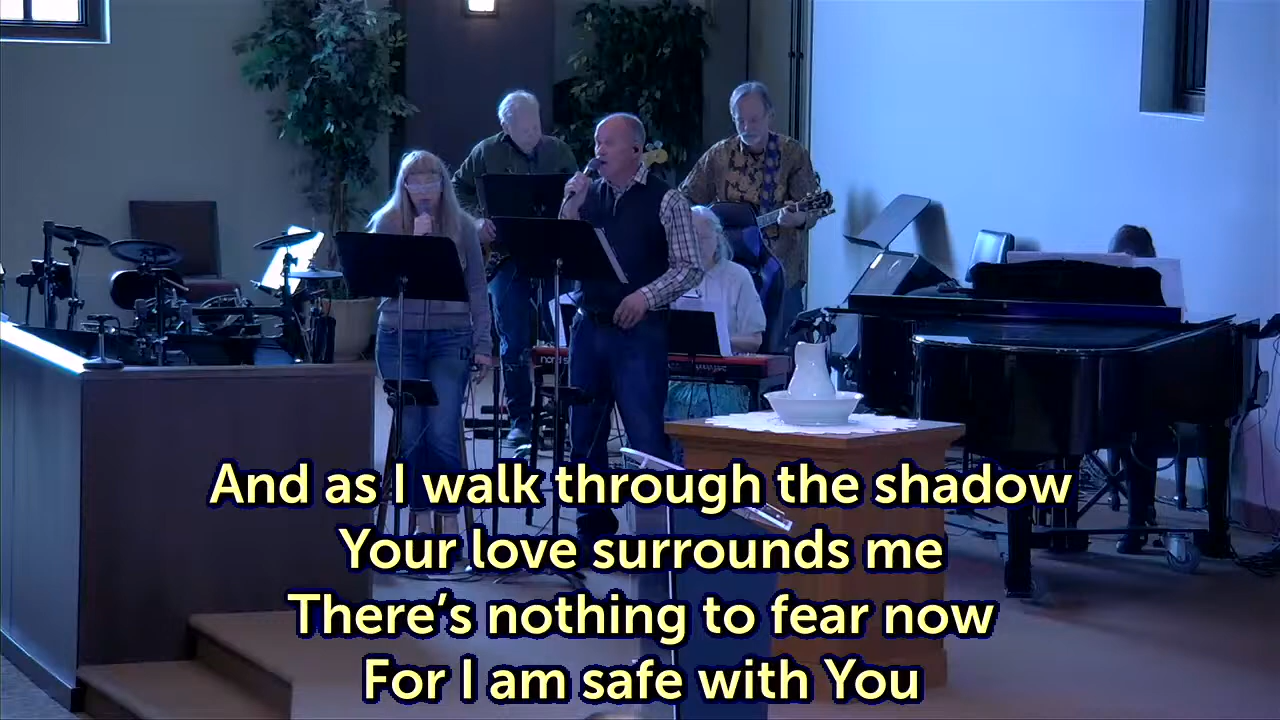 And as I walk through the shadow
Your love surrounds me
There's nothing to fear now
For I am safe with You
nord